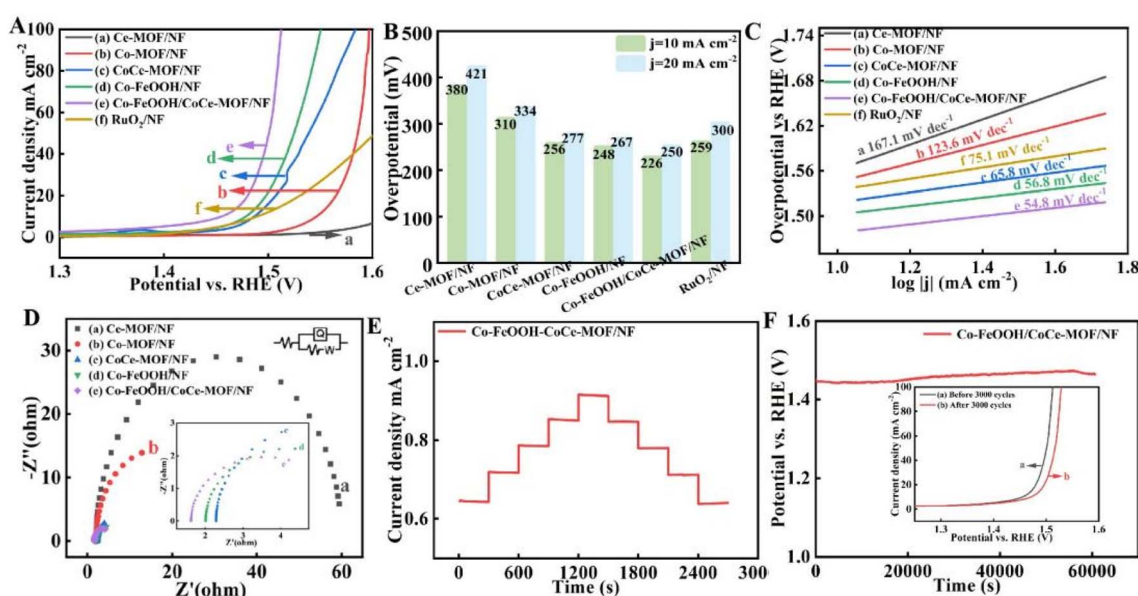 A
(a) Ce-MOF/NF
(b) Co-MOF/NF
(c) CoCe-MOF/NF
(d) Co-FeOOH/NF
(e) Co-FeOOH/CoCe-MOF/NF
(f) RuO₂/NF
e
d
c
b
f
a
100
80
60
40
20
0
1.3
1.4
1.5
1.6
Current density mA cm⁻²
Potential vs. RHE (V)
B
j=10 mA cm⁻²
j=20 mA cm⁻²
500
400
300
200
100
0
Overpotential (mV)
380
421
310
334
256
277
248
267
226
250
259
300
Ce-MOF/NF
Co-MOF/NF
CoCe-MOF/NF
Co-FeOOH/NF
Co-FeOOH/CoCe-MOF/NF
RuO₂/NF
C
(a) Ce-MOF/NF
(b) Co-MOF/NF
(c) CoCe-MOF/NF
(d) Co-FeOOH/NF
(e) Co-FeOOH/CoCe-MOF/NF
(f) RuO₂/NF
1.74
1.68
1.62
1.56
1.50
Overpotential vs RHE (V)
a 167.1 mV dec⁻¹
b 123.6 mV dec⁻¹
f 75.1 mV dec⁻¹
c 65.8 mV dec⁻¹
d 56.8 mV dec⁻¹
e 54.8 mV dec⁻¹
1.0
1.2
1.4
1.6
1.8
log |j| (mA cm⁻²)
D
(a) Ce-MOF/NF
(b) Co-MOF/NF
(c) CoCe-MOF/NF
(d) Co-FeOOH/NF
(e) Co-FeOOH/CoCe-MOF/NF
Q
W
-30
-15
0
-Z''(ohm)
b
a
-3
-2
-1
0
-Z''(ohm)
c
d
e
2
3
4
Z'(ohm)
0
10
20
30
40
50
60
Z'(ohm)
E
Co-FeOOH-CoCe-MOF/NF
1.0
0.8
0.6
Current density mA cm⁻²
0
600
1200
1800
2400
300
Time (s)
F
Co-FeOOH/CoCe-MOF/NF
1.6
1.4
1.2
1.0
Potential vs. RHE (V)
(a) Before 3000 cycles
(b) After 3000 cycles
100
80
60
40
20
0
Current density (mA cm⁻²)
a
b
1.3
1.4
1.5
1.6
Potential vs. RHE (V)
0
20000
40000
60000
Time (s)